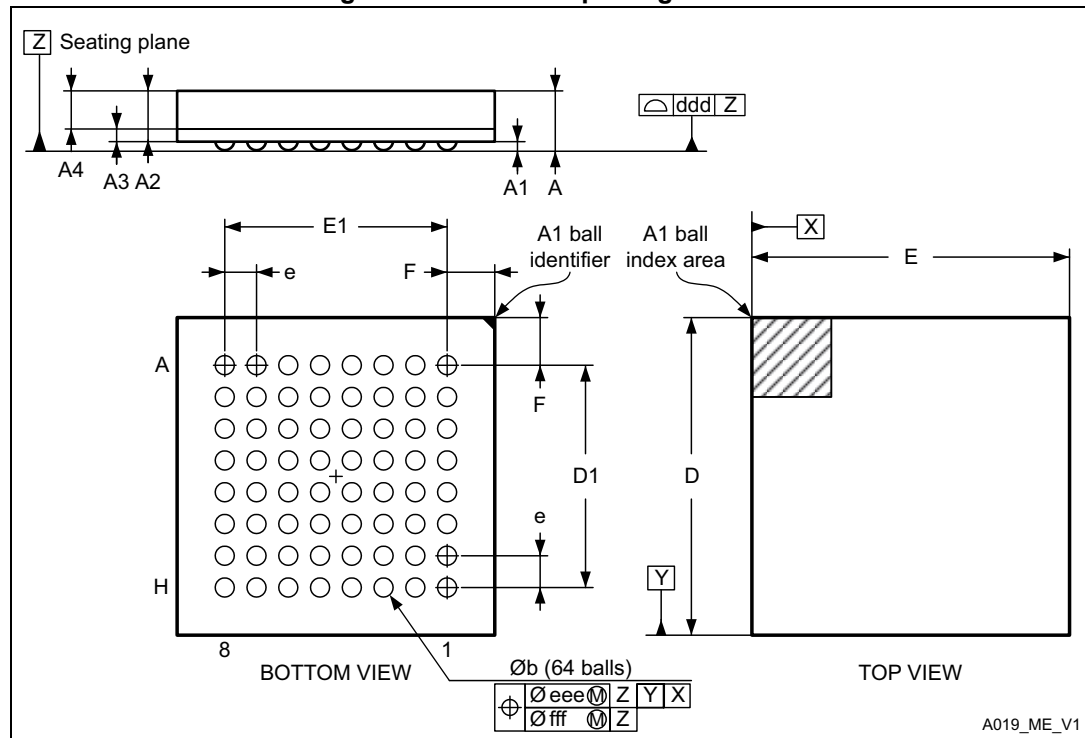 Z Seating plane
ddd Z
A4
A3 A2
A1 A
E1
e
F
A1 ball
identifier
A1 ball
index area
X
E
A
F
D1
D
e
H
Y
8
1
BOTTOM VIEW
Øb (64 balls)
TOP VIEW
Ø eee Ⓜ Z Y X
Ø fff Ⓜ Z
A019_ME_V1